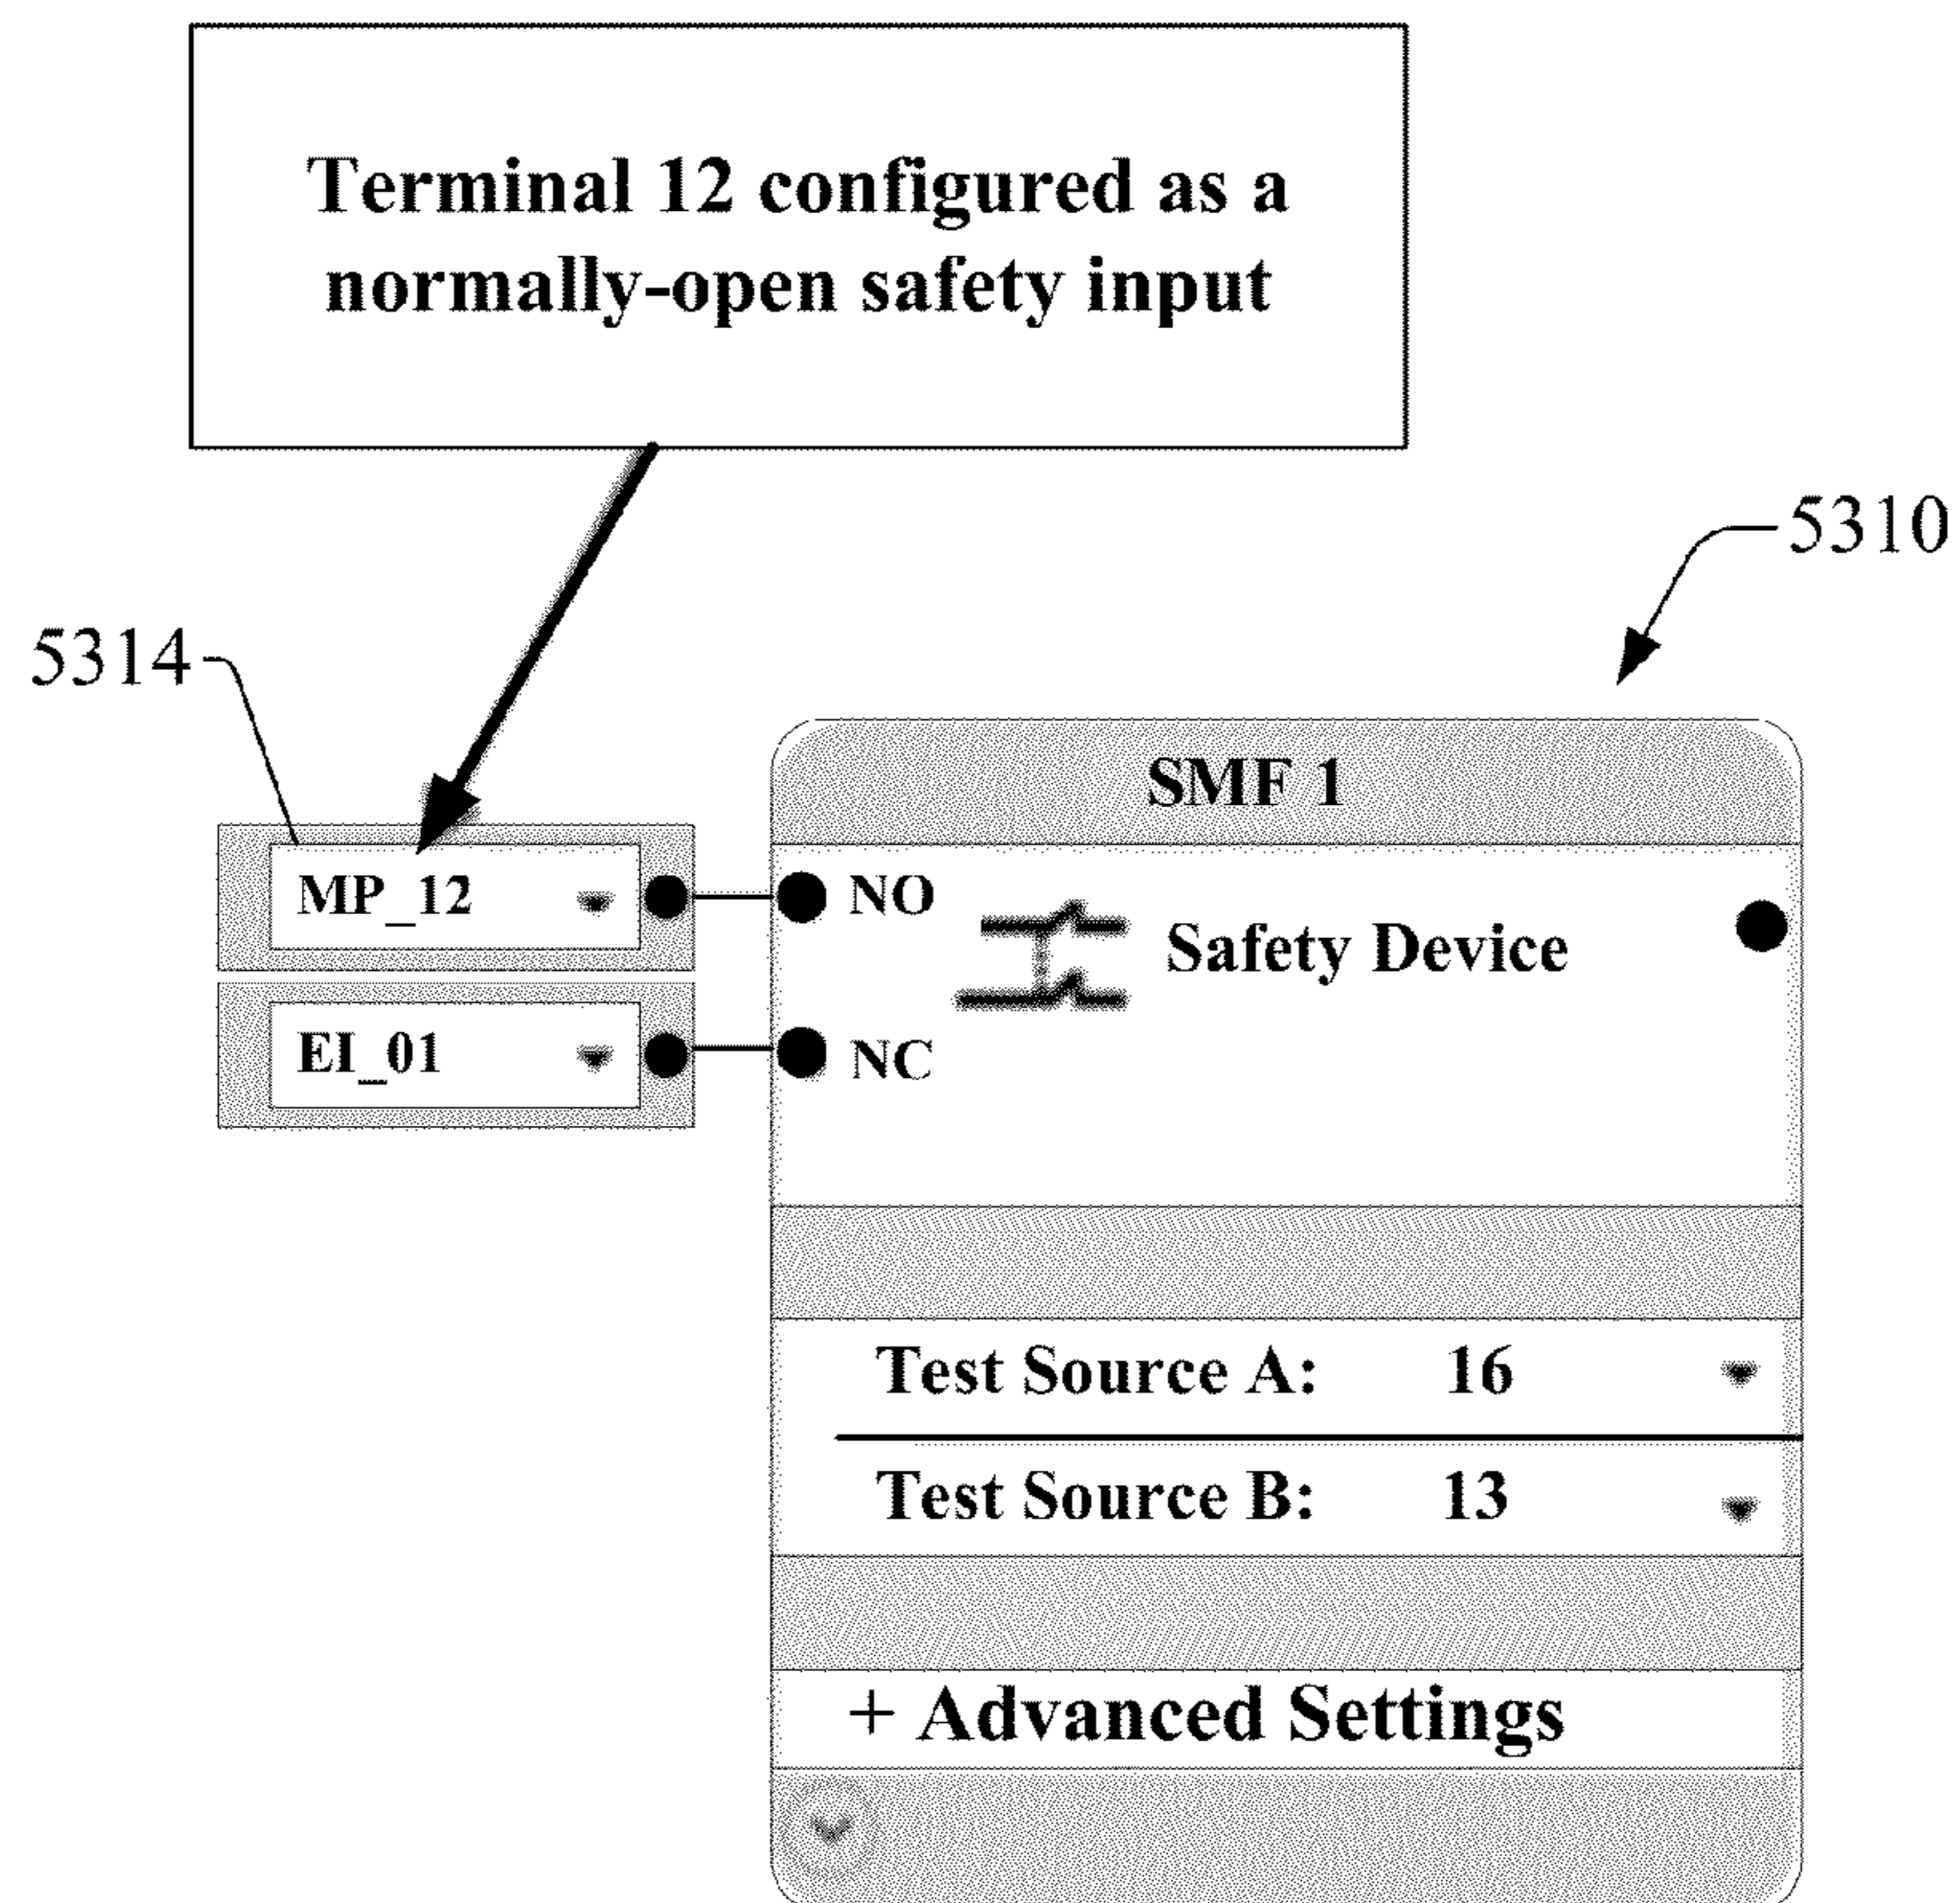 Terminal 12 configured as a
normally-open safety input
5310
5314
SMF 1
MP_12
NO
Safety Device
EI_01
NC
Test Source A: 16
Test Source B: 13
+ Advanced Settings